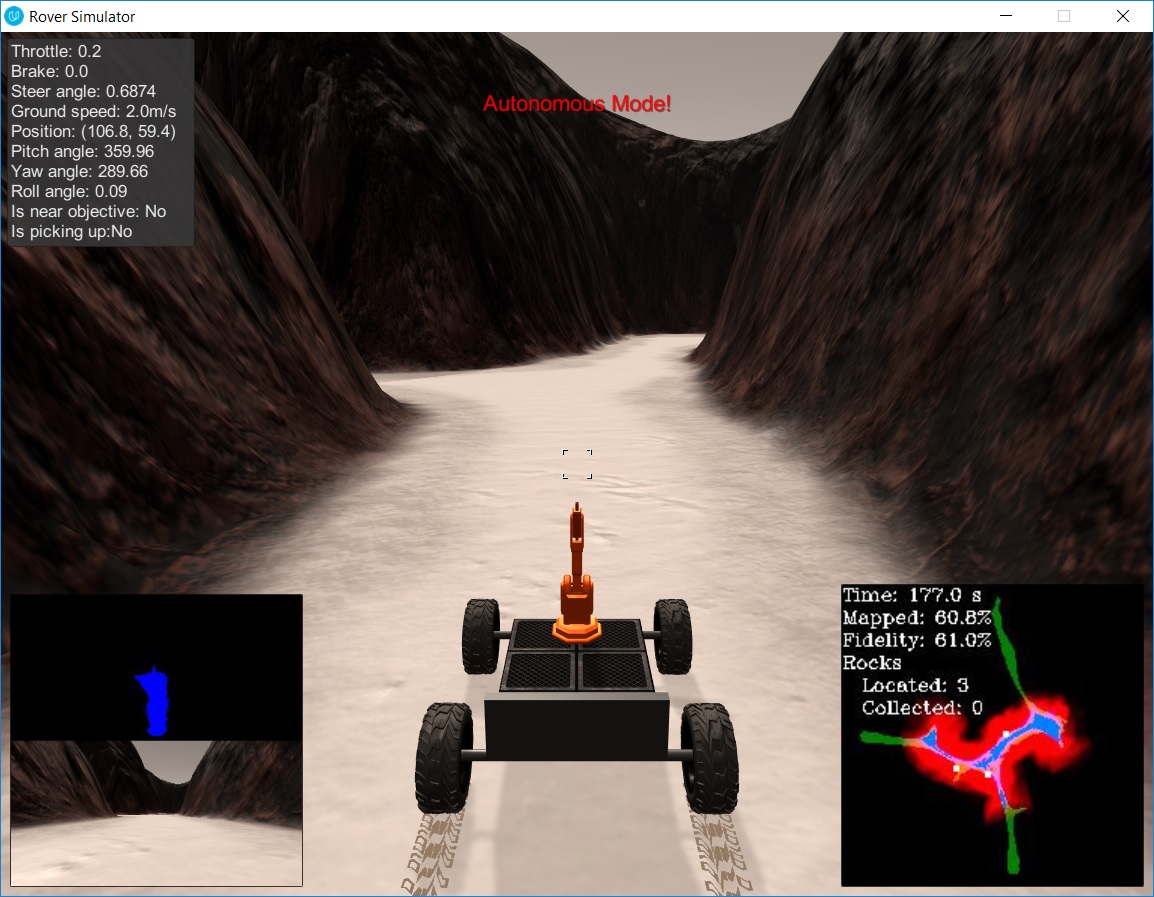 Rover Simulator
Throttle: 0.2
Brake: 0.0
Steer angle: 0.6874
Ground speed: 2.0m/s
Position: (106.8, 59.4)
Pitch angle: 359.96
Yaw angle: 289.66
Roll angle: 0.09
Is near objective: No
Is picking up:No
Autonomous Mode!
Time: 177.0 s
Mapped: 60.8%
Fidelity: 61.0%
Rocks
Located: 3
Collected: 0